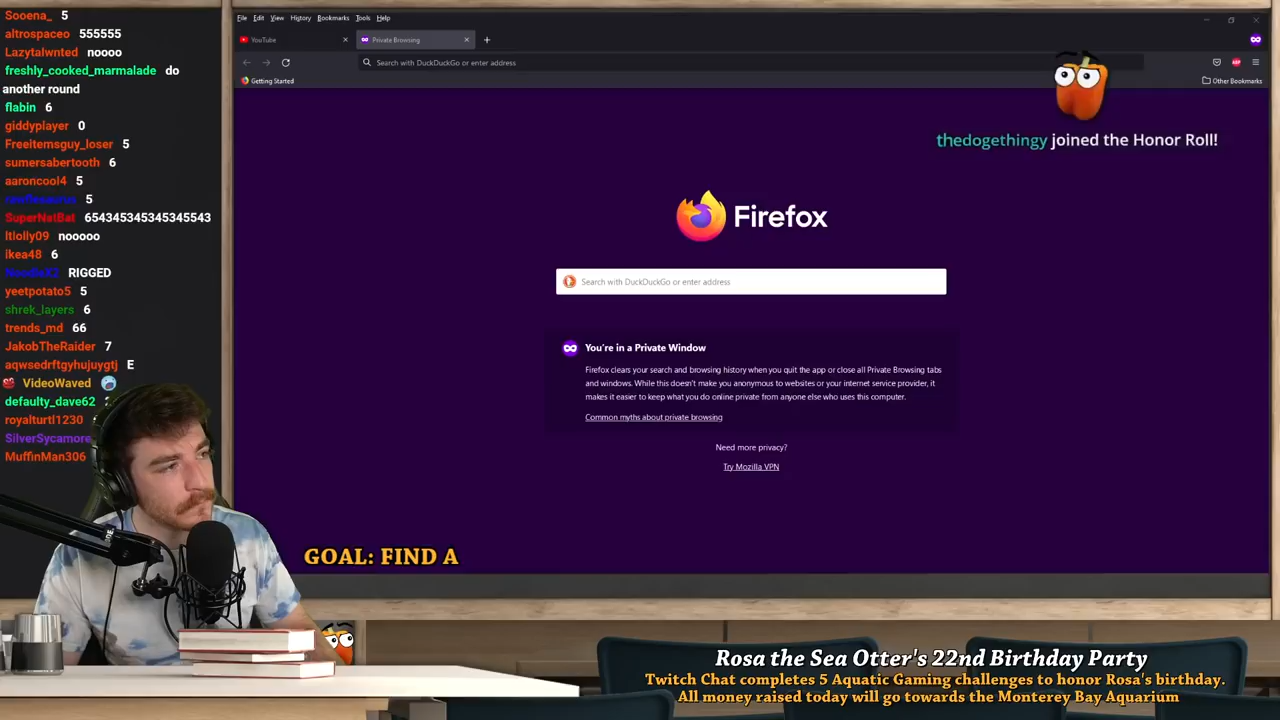 Sooena_ 5
altrospaceo 555555
Lazytalwnted noooo
freshly_cooked_marmalade do
another round
flabin 6
giddyplayer 0
Freeitemsguy_loser 5
sumersabertooth 6
aaroncool4 5
5
SuperNatBat 654345345345345543
ltlolly09 nooooo
ikea48 6
RIGGED
yeetpotato5 5
shrek_layers 6
trends_md 66
JakobTheRaider 7
aqwsedrftgyhujuygtj E
VideoWaved
defaulty_dave62
royalturtl1230
SilverSycamore
MuffinMan306
File Edit View History Bookmarks Tools Help
YouTube
Private Browsing
Search with DuckDuckGo or enter address
Getting Started
Other Bookmarks
thedogethingy joined the Honor Roll!
Firefox
Search with DuckDuckGo or enter address
You're in a Private Window
Firefox clears your search and browsing history when you quit the app or close all Private Browsing tabs
and windows. While this doesn't make you anonymous to websites or your internet service provider, it
makes it easier to keep what you do online private from anyone else who uses this computer.
Common myths about private browsing
Need more privacy?
Try Mozilla VPN
GOAL: FIND A
Rosa the Sea Otter's 22nd Birthday Party
Twitch Chat completes 5 Aquatic Gaming challenges to honor Rosa's birthday.
All money raised today will go towards the Monterey Bay Aquarium